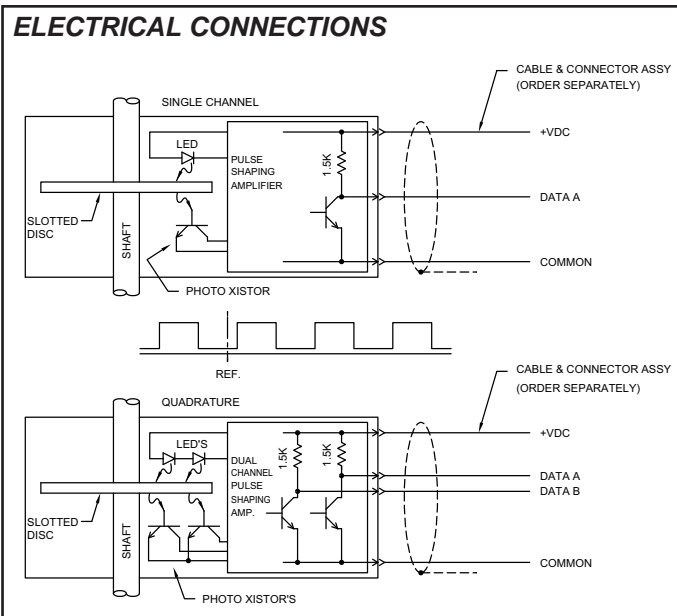 ELECTRICAL CONNECTIONS
CABLE & CONNECTOR ASSY
(ORDER SEPARATELY)
SINGLE CHANNEL
+VDC
LED
PULSE
SHAPING
AMPLIFIER
1.5K
DATA A
SLOTTED
DISC
SHAFT
COMMON
PHOTO XISTOR
REF.
CABLE & CONNECTOR ASSY
(ORDER SEPARATELY)
QUADRATURE
+VDC
LED'S
DUAL
CHANNEL
PULSE
SHAPING
AMP.
1.5K
1.5K
DATA A
DATA B
SLOTTED
DISC
SHAFT
COMMON
PHOTO XISTOR'S